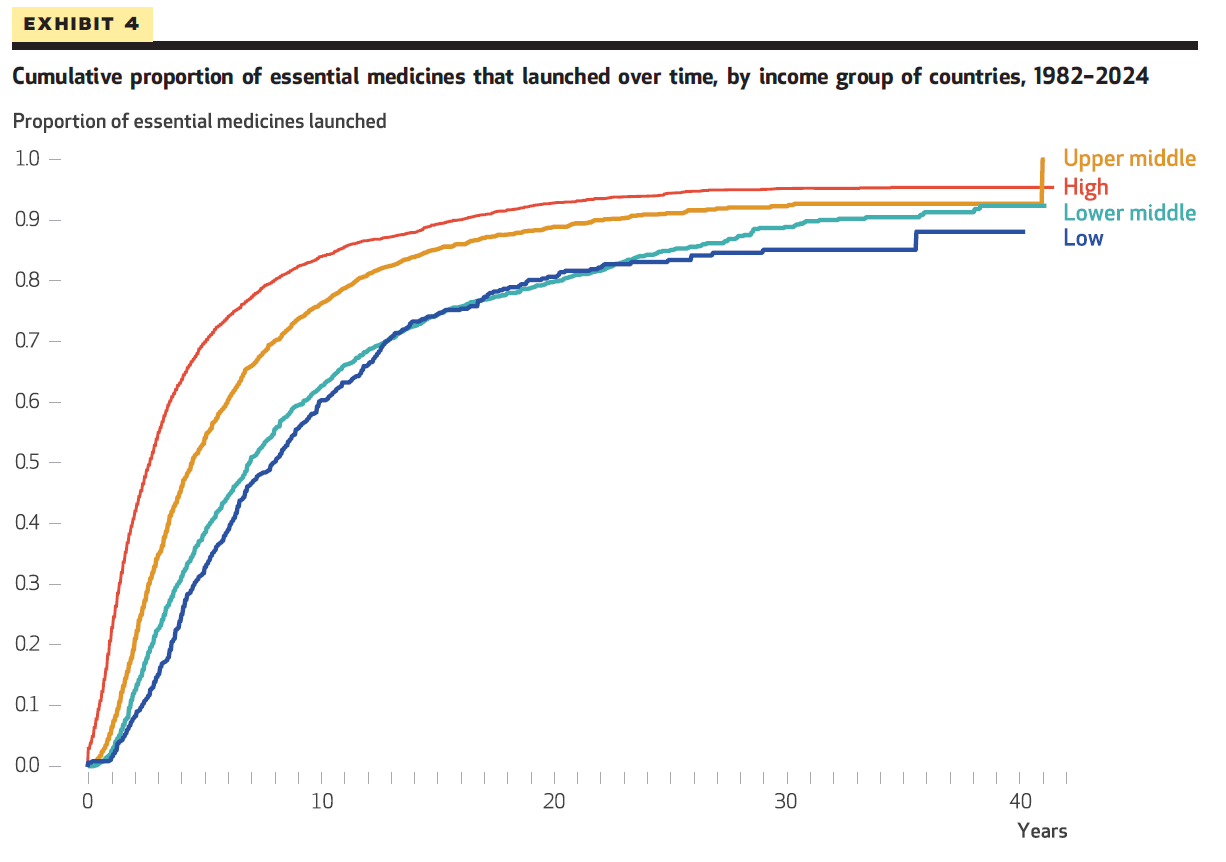 EXHIBIT 4
Cumulative proportion of essential medicines that launched over time, by income group of countries, 1982–2024
Proportion of essential medicines launched
1.0
0.9
0.8
0.7
0.6
0.5
0.4
0.3
0.2
0.1
0.0
Upper middle
High
Lower middle
Low
0 10 20 30 40
Years